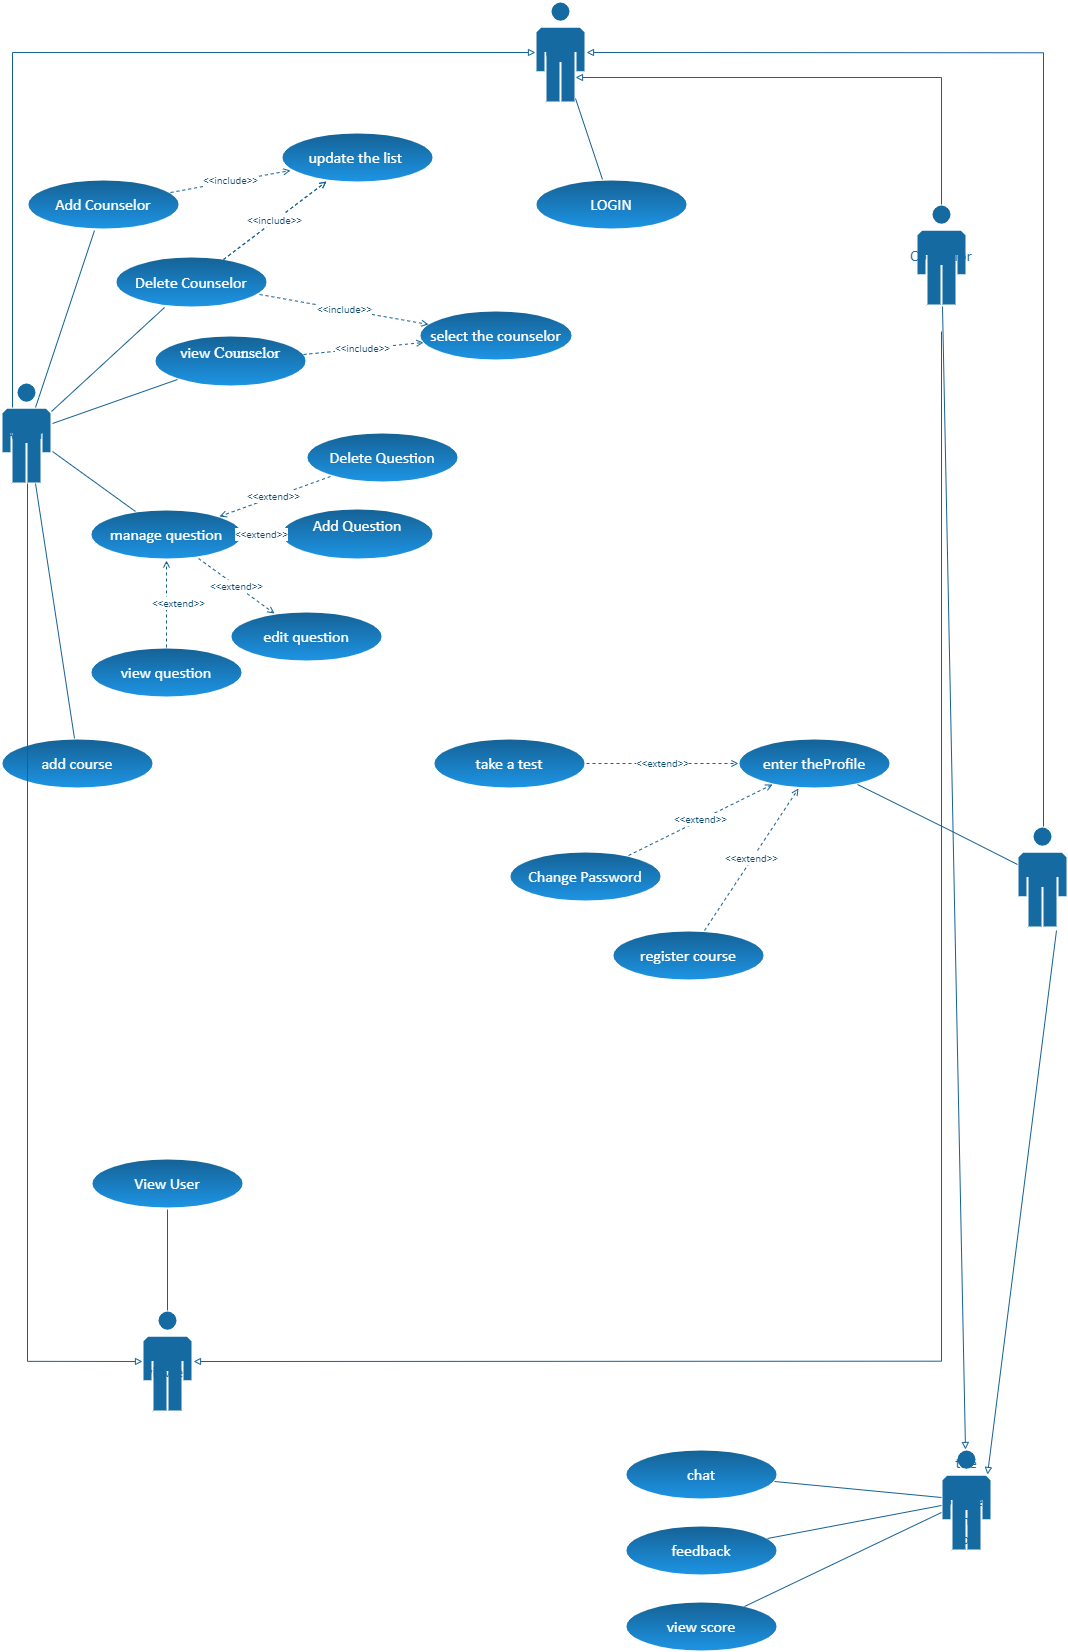 update the list
<<include>>
Add Counselor
LOGIN
<<include>>
Delete Counselor
<<include>>
select the counselor
<<include>>
view Counselor
Delete Question
<<extend>>
Add Question
manage question
<<extend>>
<<extend>>
<<extend>>
edit question
view question
add course
take a test
<<extend>>
enter theProfile
<<extend>>
<<extend>>
Change Password
register course
View User
chat
feedback
view score